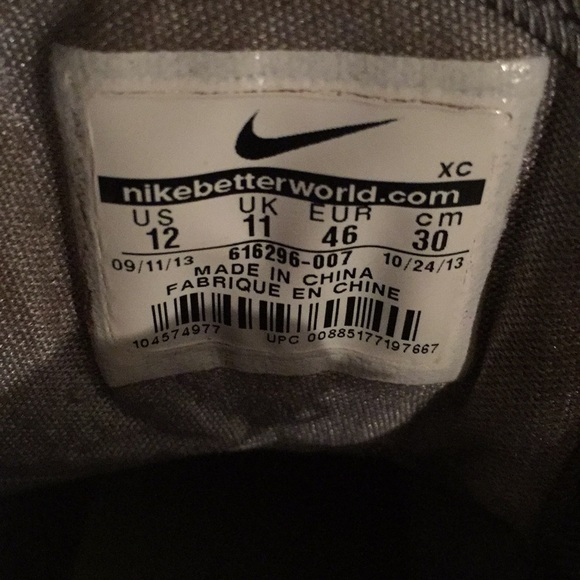 XC
nikebetterworld.com
US UK EUR cm
12 11 46 30
09/11/13 616296-007 10/24/13
MADE IN CHINA
FABRIQUE EN CHINE
104574977 UPC 00885177197667